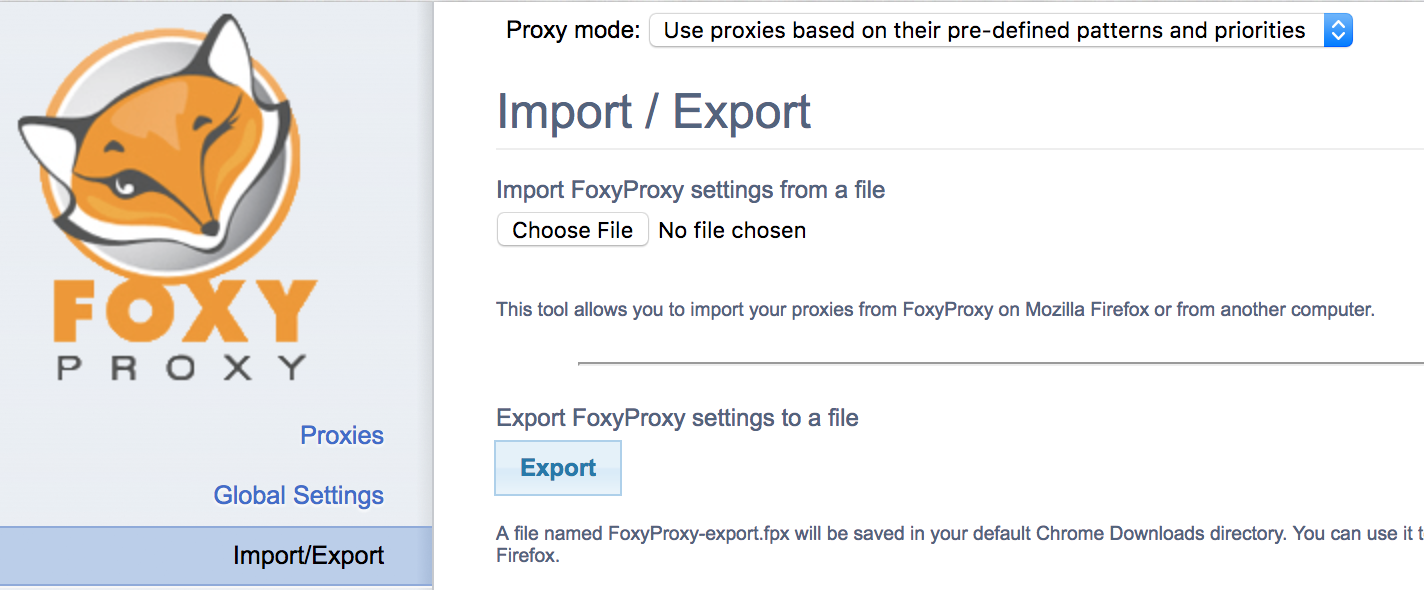 FOXY
PROXY
Proxies
Global Settings
Import/Export
Proxy mode: Use proxies based on their pre-defined patterns and priorities
Import / Export
Import FoxyProxy settings from a file
Choose File No file chosen
This tool allows you to import your proxies from FoxyProxy on Mozilla Firefox or from another computer.
Export FoxyProxy settings to a file
Export
A file named FoxyProxy-export.fpx will be saved in your default Chrome Downloads directory. You can use it
Firefox.